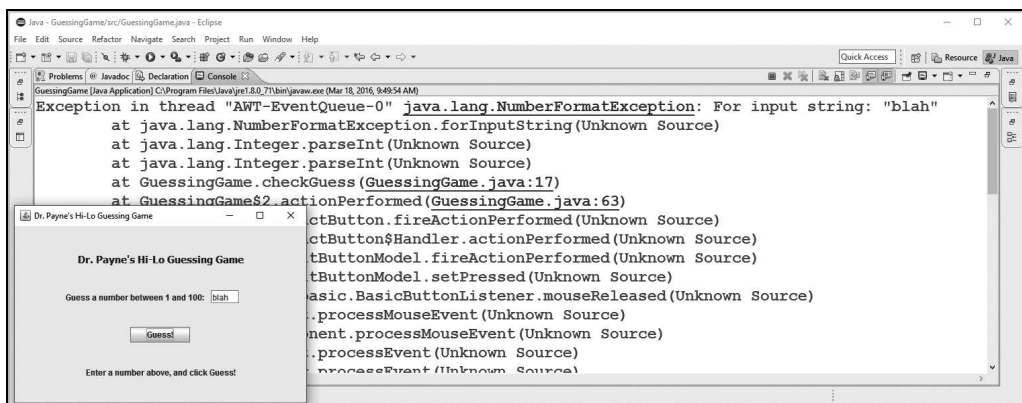 Java - GuessingGame/src/GuessingGame.java - Eclipse
File Edit Source Refactor Navigate Search Project Run Window Help
Quick Access Resource Java
Problems @ Javadoc Declaration Console
GuessingGame [Java Application] C:\Program Files\Java\jre1.8.0_71\bin\javaw.exe (Mar 18, 2016, 9:49:54 AM)
Exception in thread "AWT-EventQueue-0" java.lang.NumberFormatException: For input string: "blah"
at java.lang.NumberFormatException.forInputString(Unknown Source)
at java.lang.Integer.parseInt(Unknown Source)
at java.lang.Integer.parseInt(Unknown Source)
at GuessingGame.checkGuess(GuessingGame.java:17)
at GuessingGame$2.actionPerformed(GuessingGame.java:63)
ctButton.fireActionPerformed(Unknown Source)
ctButton$Handler.actionPerformed(Unknown Source)
tButtonModel.fireActionPerformed(Unknown Source)
tButtonModel.setPressed(Unknown Source)
asic.BasicButtonListener.mouseReleased(Unknown Source)
.processMouseEvent(Unknown Source)
nent.processMouseEvent(Unknown Source)
.processEvent(Unknown Source)
.processEvent(Unknown Source)
Dr. Payne's Hi-Lo Guessing Game
Dr. Payne's Hi-Lo Guessing Game
Guess a number between 1 and 100: blah
Guess!
Enter a number above, and click Guess!